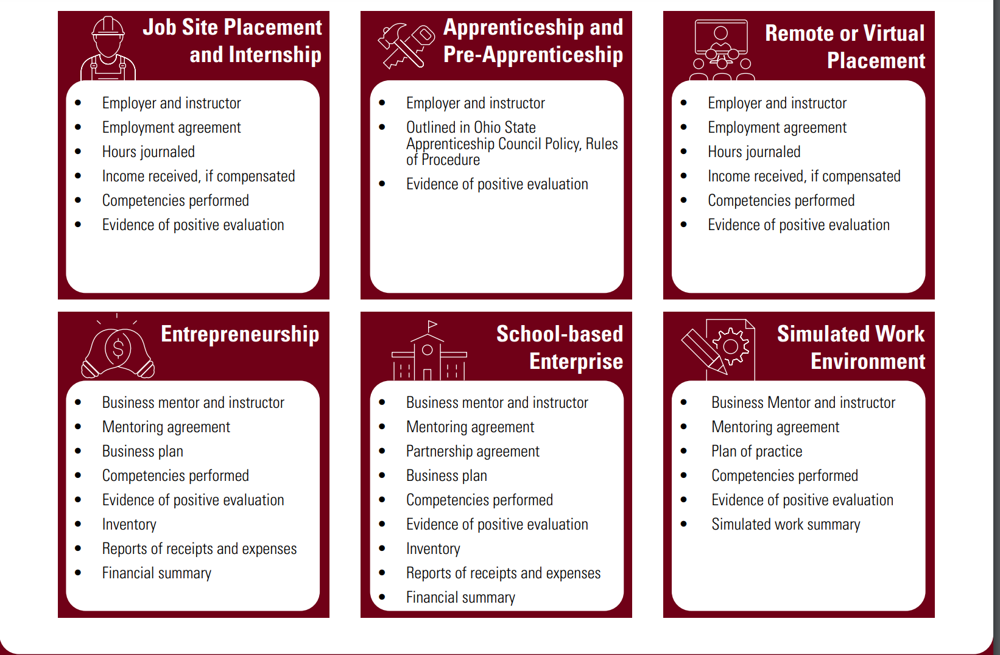 Job Site Placement
and Internship
• Employer and instructor
• Employment agreement
• Hours journaled
• Income received, if compensated
• Competencies performed
• Evidence of positive evaluation
Apprenticeship and
Pre-Apprenticeship
• Employer and instructor
• Outlined in Ohio State
Apprenticeship Council Policy, Rules
of Procedure
• Evidence of positive evaluation
Remote or Virtual
Placement
• Employer and instructor
• Employment agreement
• Hours journaled
• Income received, if compensated
• Competencies performed
• Evidence of positive evaluation
$
Entrepreneurship
• Business mentor and instructor
• Mentoring agreement
• Business plan
• Competencies performed
• Evidence of positive evaluation
• Inventory
• Reports of receipts and expenses
• Financial summary
School-based
Enterprise
• Business mentor and instructor
• Mentoring agreement
• Partnership agreement
• Business plan
• Competencies performed
• Evidence of positive evaluation
• Inventory
• Reports of receipts and expenses
• Financial summary
Simulated Work
Environment
• Business Mentor and instructor
• Mentoring agreement
• Plan of practice
• Competencies performed
• Evidence of positive evaluation
• Simulated work summary